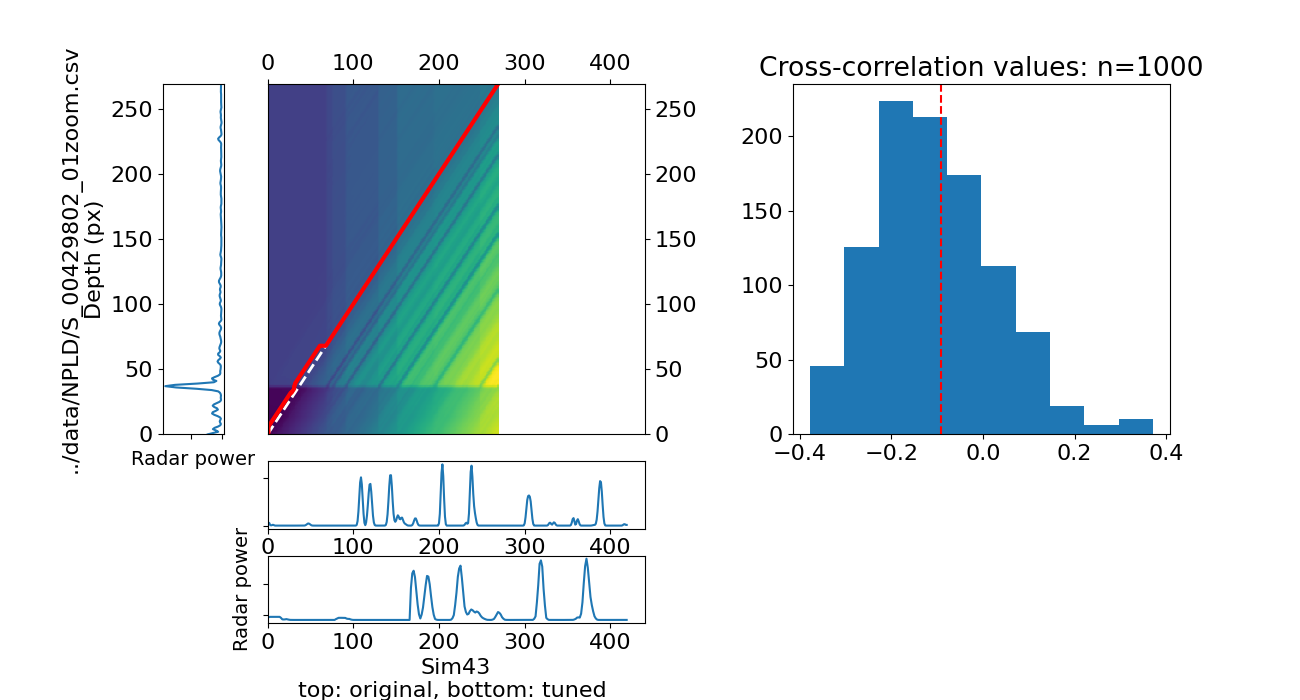 0 100 200 300 400
Cross-correlation values: n=1000
../data/NPLD/S_00429802_01zoom.csv
Depth (px)
250
200
150
100
50
0
250
200
150
100
50
0
200
150
100
50
0
−0.4 −0.2 0.0 0.2 0.4
Radar power
0 100 200 300 400
Radar power
0 100 200 300 400
Sim43
top: original, bottom: tuned